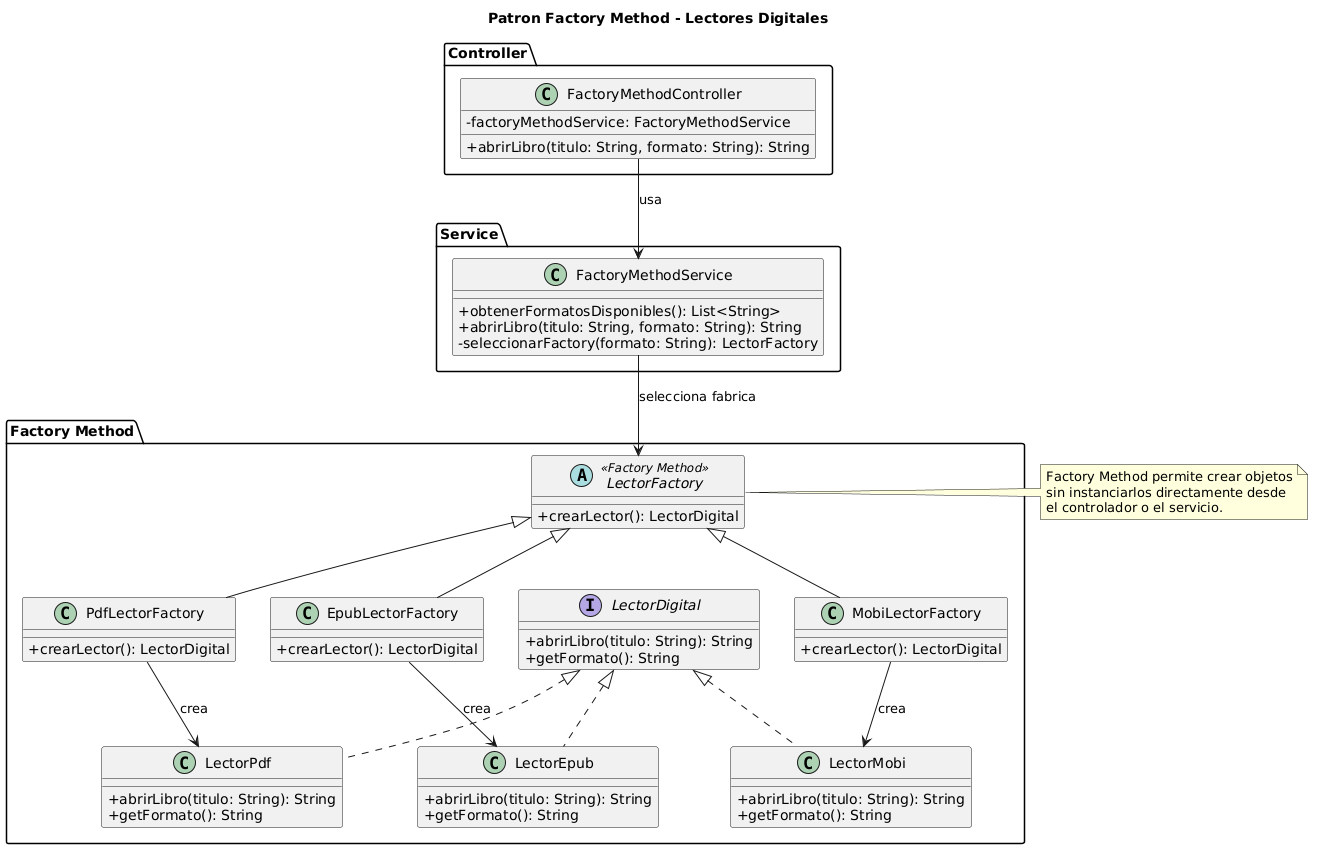 Patron Factory Method - Lectores Digitales
Controller
C FactoryMethodController
-factoryMethodService: FactoryMethodService
+abrirLibro(titulo: String, formato: String): String
usa
Service
C FactoryMethodService
+obtenerFormatosDisponibles(): List<String>
+abrirLibro(titulo: String, formato: String): String
-seleccionarFactory(formato: String): LectorFactory
selecciona fabrica
Factory Method
A «Factory Method»
LectorFactory
+crearLector(): LectorDigital
Factory Method permite crear objetos
sin instanciarlos directamente desde
el controlador o el servicio.
C PdfLectorFactory
+crearLector(): LectorDigital
C EpubLectorFactory
+crearLector(): LectorDigital
I LectorDigital
+abrirLibro(titulo: String): String
+getFormato(): String
C MobiLectorFactory
+crearLector(): LectorDigital
crea
crea
crea
C LectorPdf
+abrirLibro(titulo: String): String
+getFormato(): String
C LectorEpub
+abrirLibro(titulo: String): String
+getFormato(): String
C LectorMobi
+abrirLibro(titulo: String): String
+getFormato(): String